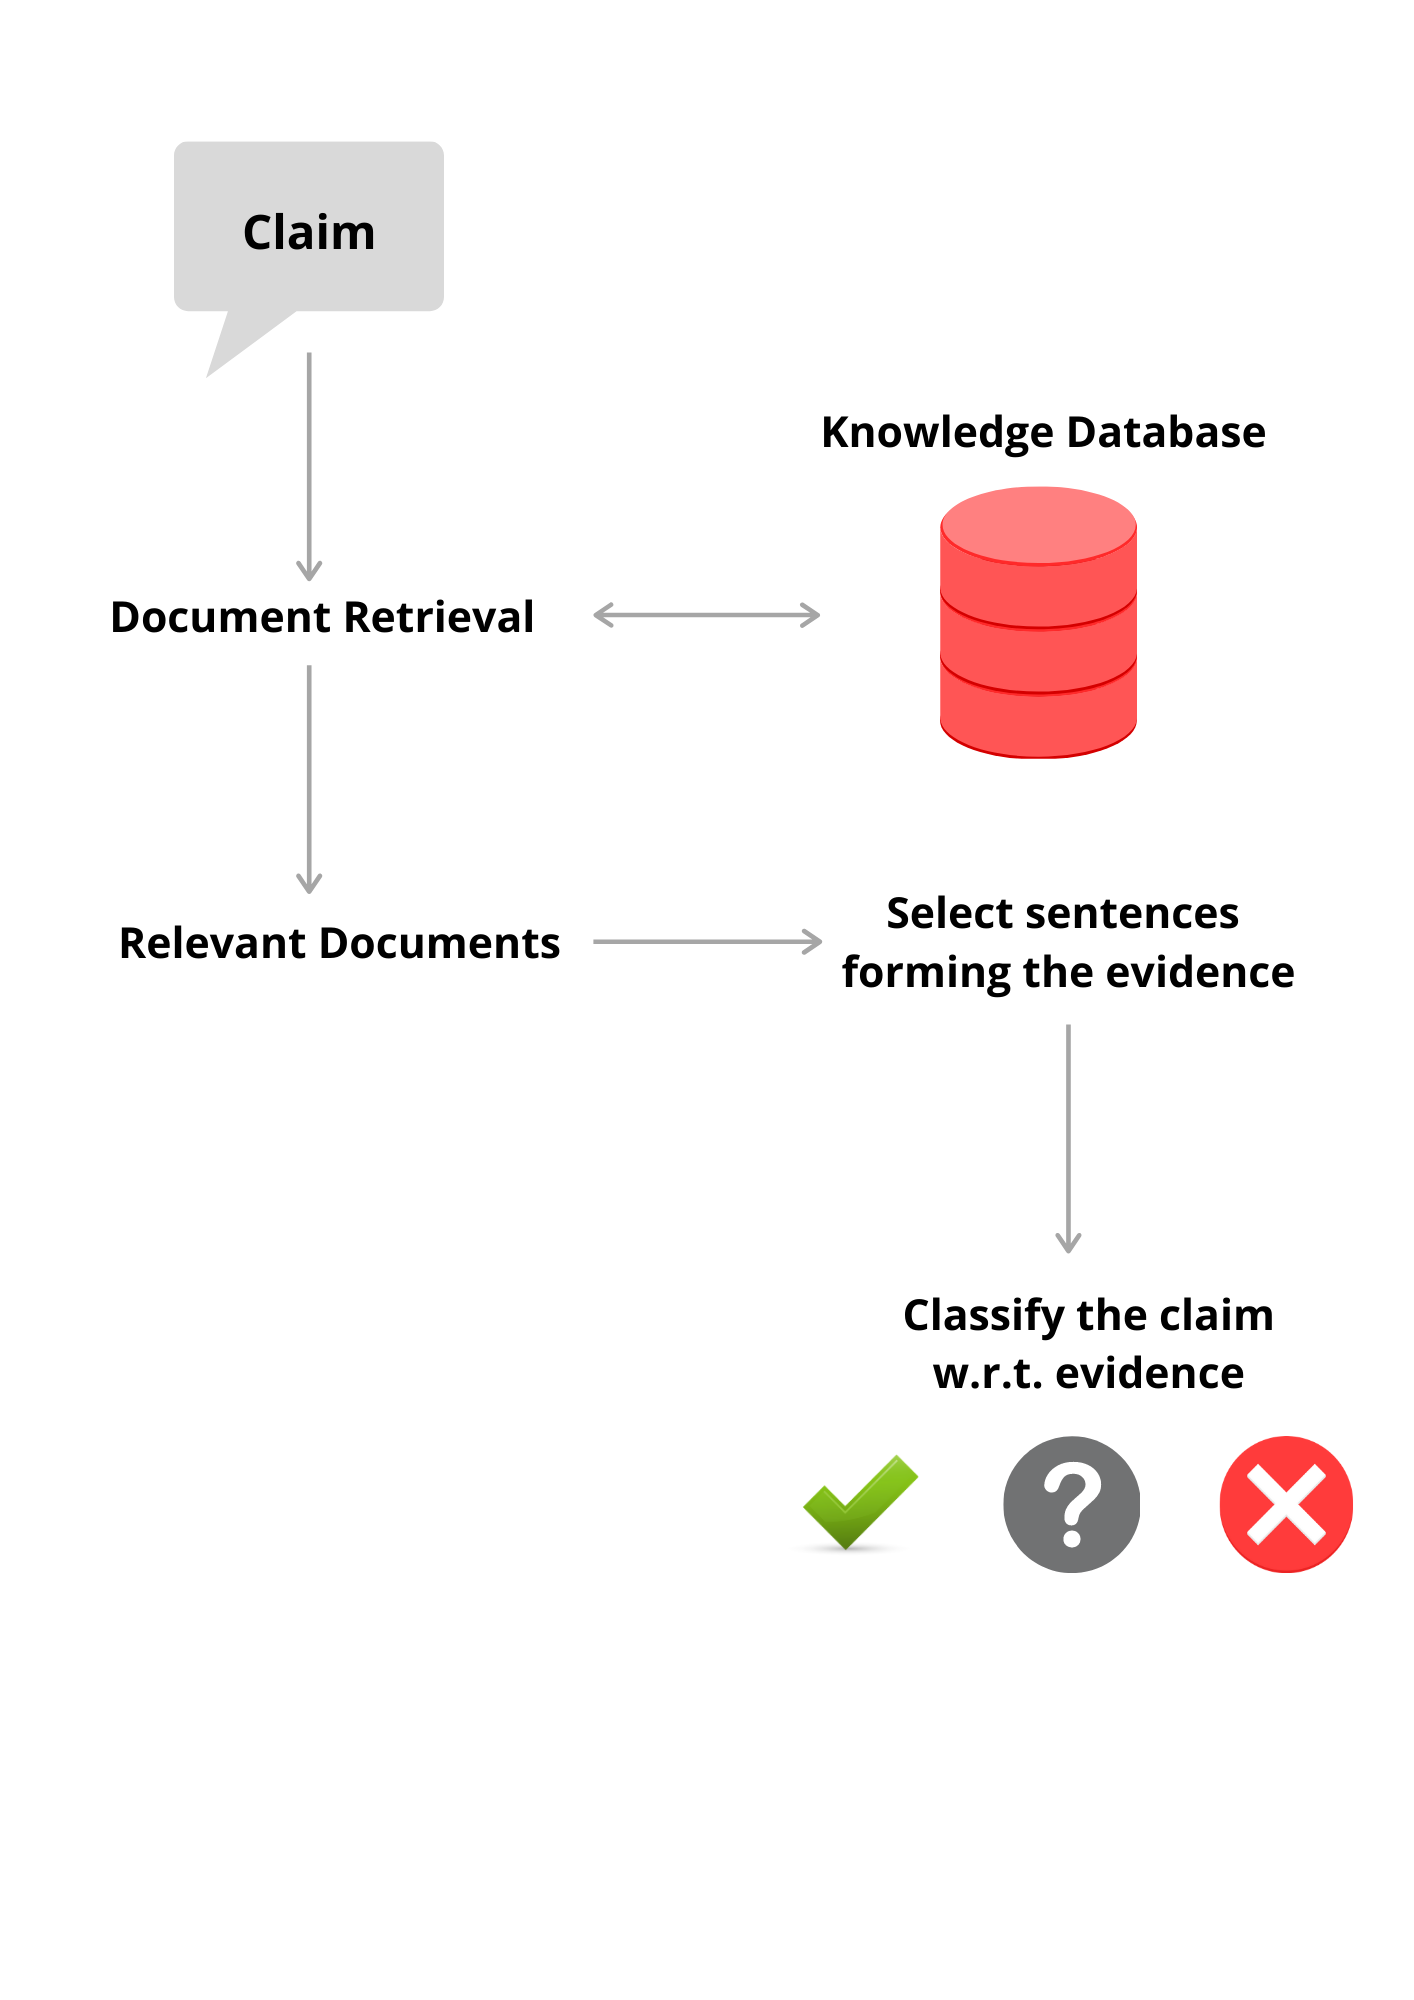 Claim
Knowledge Database
Document Retrieval
Relevant Documents
Select sentences
forming the evidence
Classify the claim
w.r.t. evidence